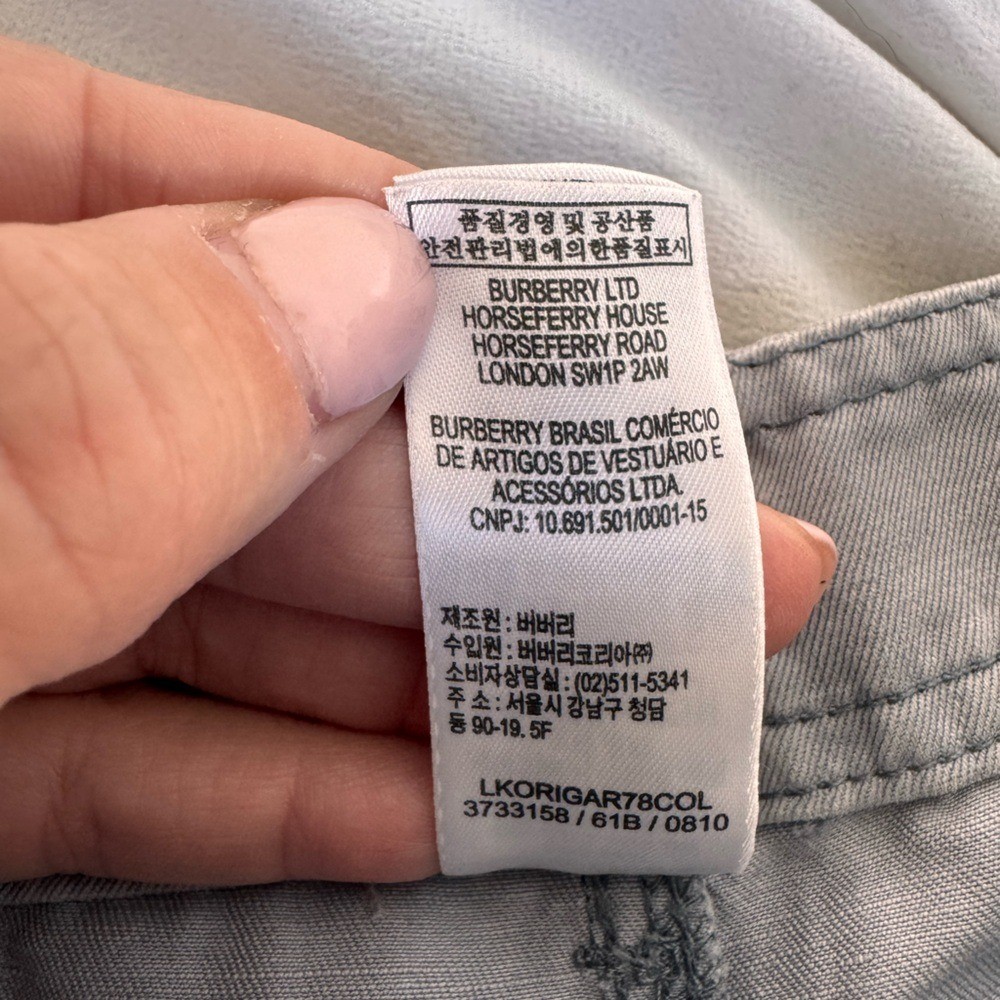 품질경영 및 공산품
안전관리법에의한품질표시
BURBERRY LTD
HORSEFERRY HOUSE
HORSEFERRY ROAD
LONDON SW1P 2AW
BURBERRY BRASIL COMÉRCIO
DE ARTIGOS DE VESTUÁRIO E
ACESSÓRIOS LTDA.
CNPJ: 10.691.501/0001-15
제조원 : 버버리
수입원 : 버버리코리아㈜
소비자상담실 : (02)511-5341
주 소 : 서울시 강남구 청담
동 90-19. 5F
LKORIGAR78COL
3733158 / 61B / 0810